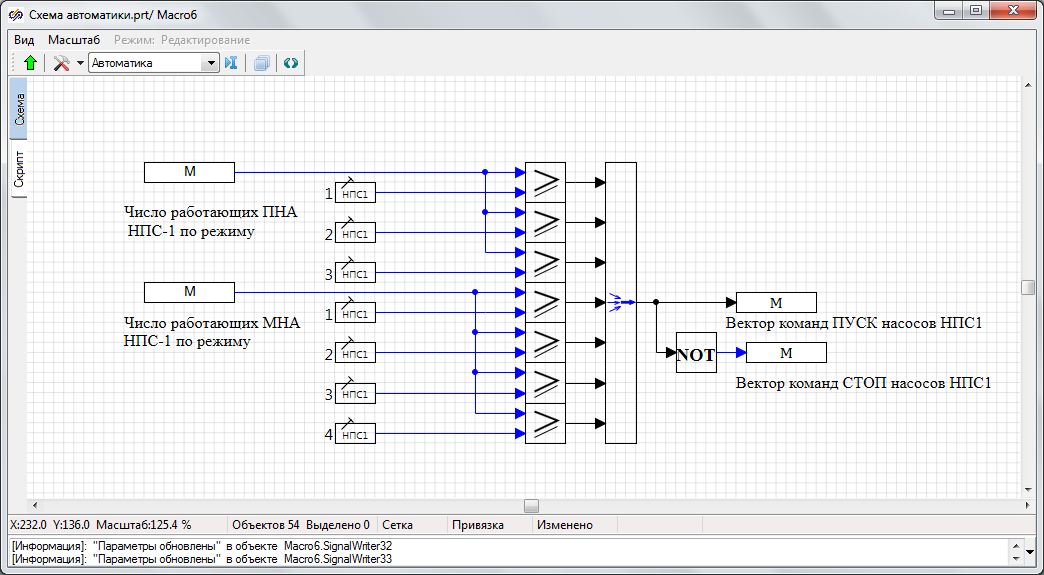 Схема автоматики.prt/ Macro6
Вид Масштаб Режим: Редактирование
Автоматика
Схема
Скрипт
M
1 НПС1
Число работающих ПНА
НПС-1 по режиму
2 НПС1
3 НПС1
M
1 НПС1
Число работающих МНА
НПС-1 по режиму
2 НПС1
3 НПС1
4 НПС1
M
Вектор команд ПУСК насосов НПС1
NOT
M
Вектор команд СТОП насосов НПС1
X:232.0 Y:136.0 Масштаб:125.4 % Объектов 54 Выделено 0 Сетка Привязка Изменено
[Информация]: "Параметры обновлены" в объекте Macro6.SignalWriter32
[Информация]: "Параметры обновлены" в объекте Macro6.SignalWriter33